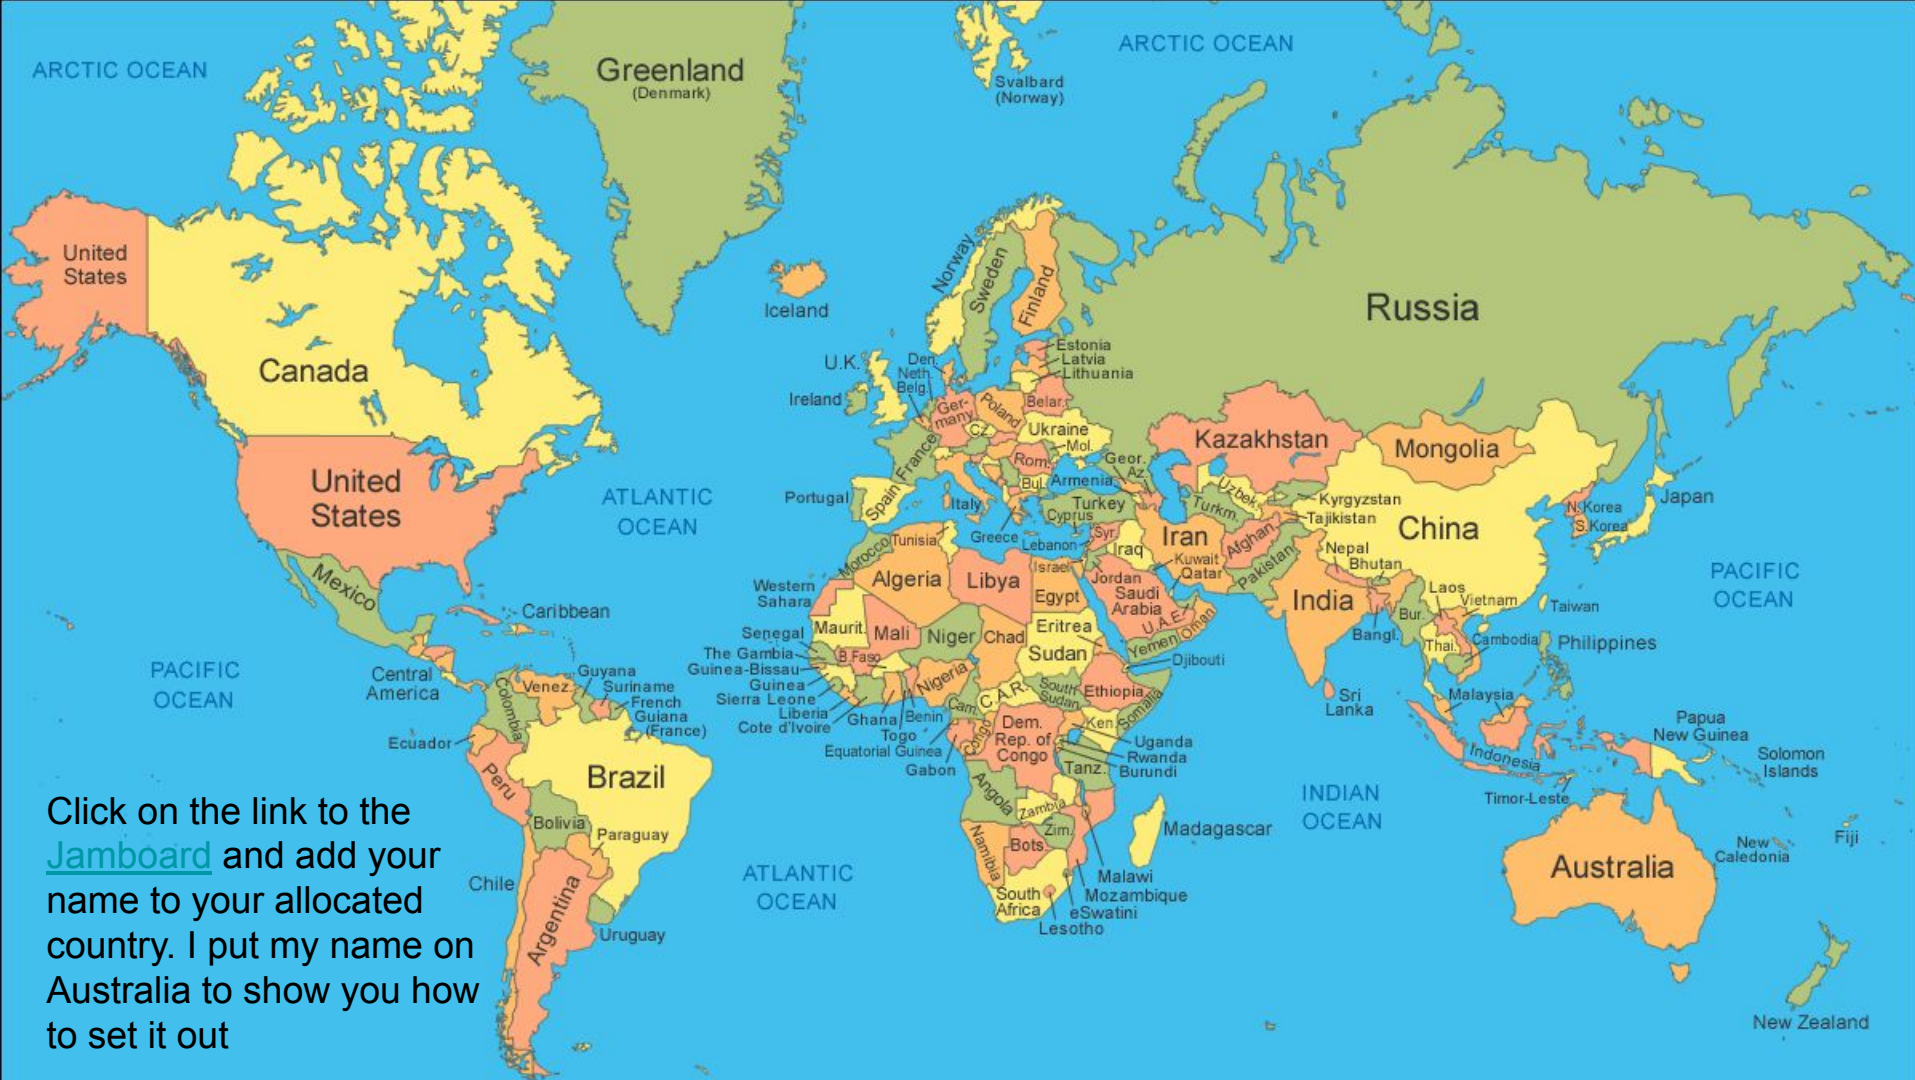 ARCTIC OCEAN
ARCTIC OCEAN
Greenland
(Denmark)
Svalbard
(Norway)
United
States
Canada
Iceland
Norway
Sweden
Finland
Russia
Estonia
Latvia
Lithuania
U.K.
Ireland
Den.
Neth.
Belg.
Ger-
many
Poland
Belar.
CZ.
Ukraine
Mol.
France
Rom.
Bul.
Geor.
Az.
Armenia
Kazakhstan
Mongolia
United
States
ATLANTIC
OCEAN
Portugal
Spain
Italy
Greece
Turkey
Cyprus
Lebanon
Syr.
Israel
Iraq
Iran
Uzbek.
Turkm.
Kyrgyzstan
Tajikistan
Afghan.
Pakistan
China
N.Korea
S.Korea
Japan
Mexico
Caribbean
Central
America
Morocco
Tunisia
Algeria
Libya
Egypt
Western
Sahara
Jordan
Saudi
Arabia
Kuwait
Qatar
U.A.E.
Oman
Yemen
Nepal
Bhutan
India
Bangl.
Bur.
Laos
Vietnam
Thai.
Cambodia
Taiwan
Philippines
PACIFIC
OCEAN
PACIFIC
OCEAN
Senegal
The Gambia
Guinea-Bissau
Guinea
Sierra Leone
Liberia
Cote d'Ivoire
Maurit.
Mali
Niger
Chad
Eritrea
Sudan
B.Faso
Nigeria
Ghana
Togo
Benin
Equatorial Guinea
Gabon
Cam.
C.A.R.
South
Sudan
Ethiopia
Djibouti
Somalia
Congo
Dem.
Rep. of
Congo
Ken.
Uganda
Rwanda
Burundi
Tanz.
Sri
Lanka
Malaysia
Indonesia
Papua
New Guinea
Solomon
Islands
Timor-Leste
Colombia
Venez.
Guyana
Suriname
French
Guiana
(France)
Ecuador
Peru
Brazil
Bolivia
Paraguay
Chile
Argentina
Uruguay
ATLANTIC
OCEAN
Angola
Zambia
Zim.
Namibia
Bots.
South
Africa
Malawi
Mozambique
eSwatini
Lesotho
Madagascar
INDIAN
OCEAN
Australia
New
Caledonia
Fiji
New Zealand
Click on the link to the
Jamboard and add your
name to your allocated
country. I put my name on
Australia to show you how
to set it out